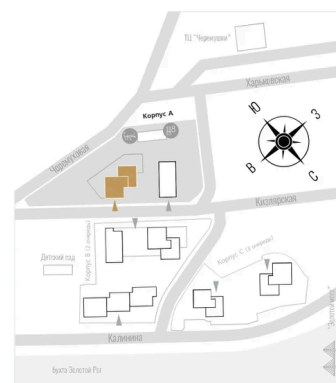 ТЦ "Черемушки"
Харьковская
Корпус А
Черемуховая
Ю
З
В
С
Кизлярская
Корпус В (2 очередь)
Детский сад
Корпус С (3 очередь)
Калинина
бухта Золотой Рог